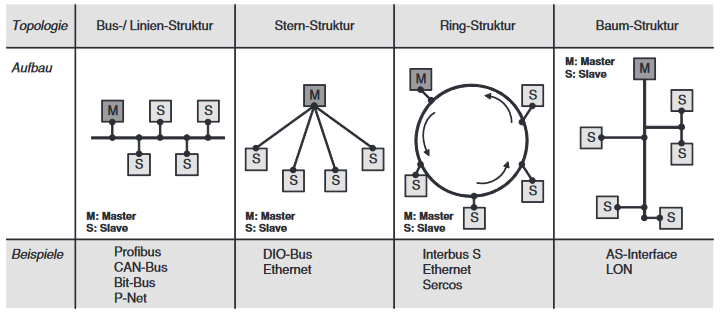 Topologie
Bus-/ Linien-Struktur
Stern-Struktur
Ring-Struktur
Baum-Struktur
Aufbau
M
S
S
S
S
M: Master
S: Slave
M
S
S
S
S
M: Master
S: Slave
M
S
S
S
S
M: Master
S: Slave
M: Master
S: Slave
M
S
S
S
S
S
Beispiele
Profibus
CAN-Bus
Bit-Bus
P-Net
DIO-Bus
Ethernet
Interbus S
Ethernet
Sercos
AS-Interface
LON